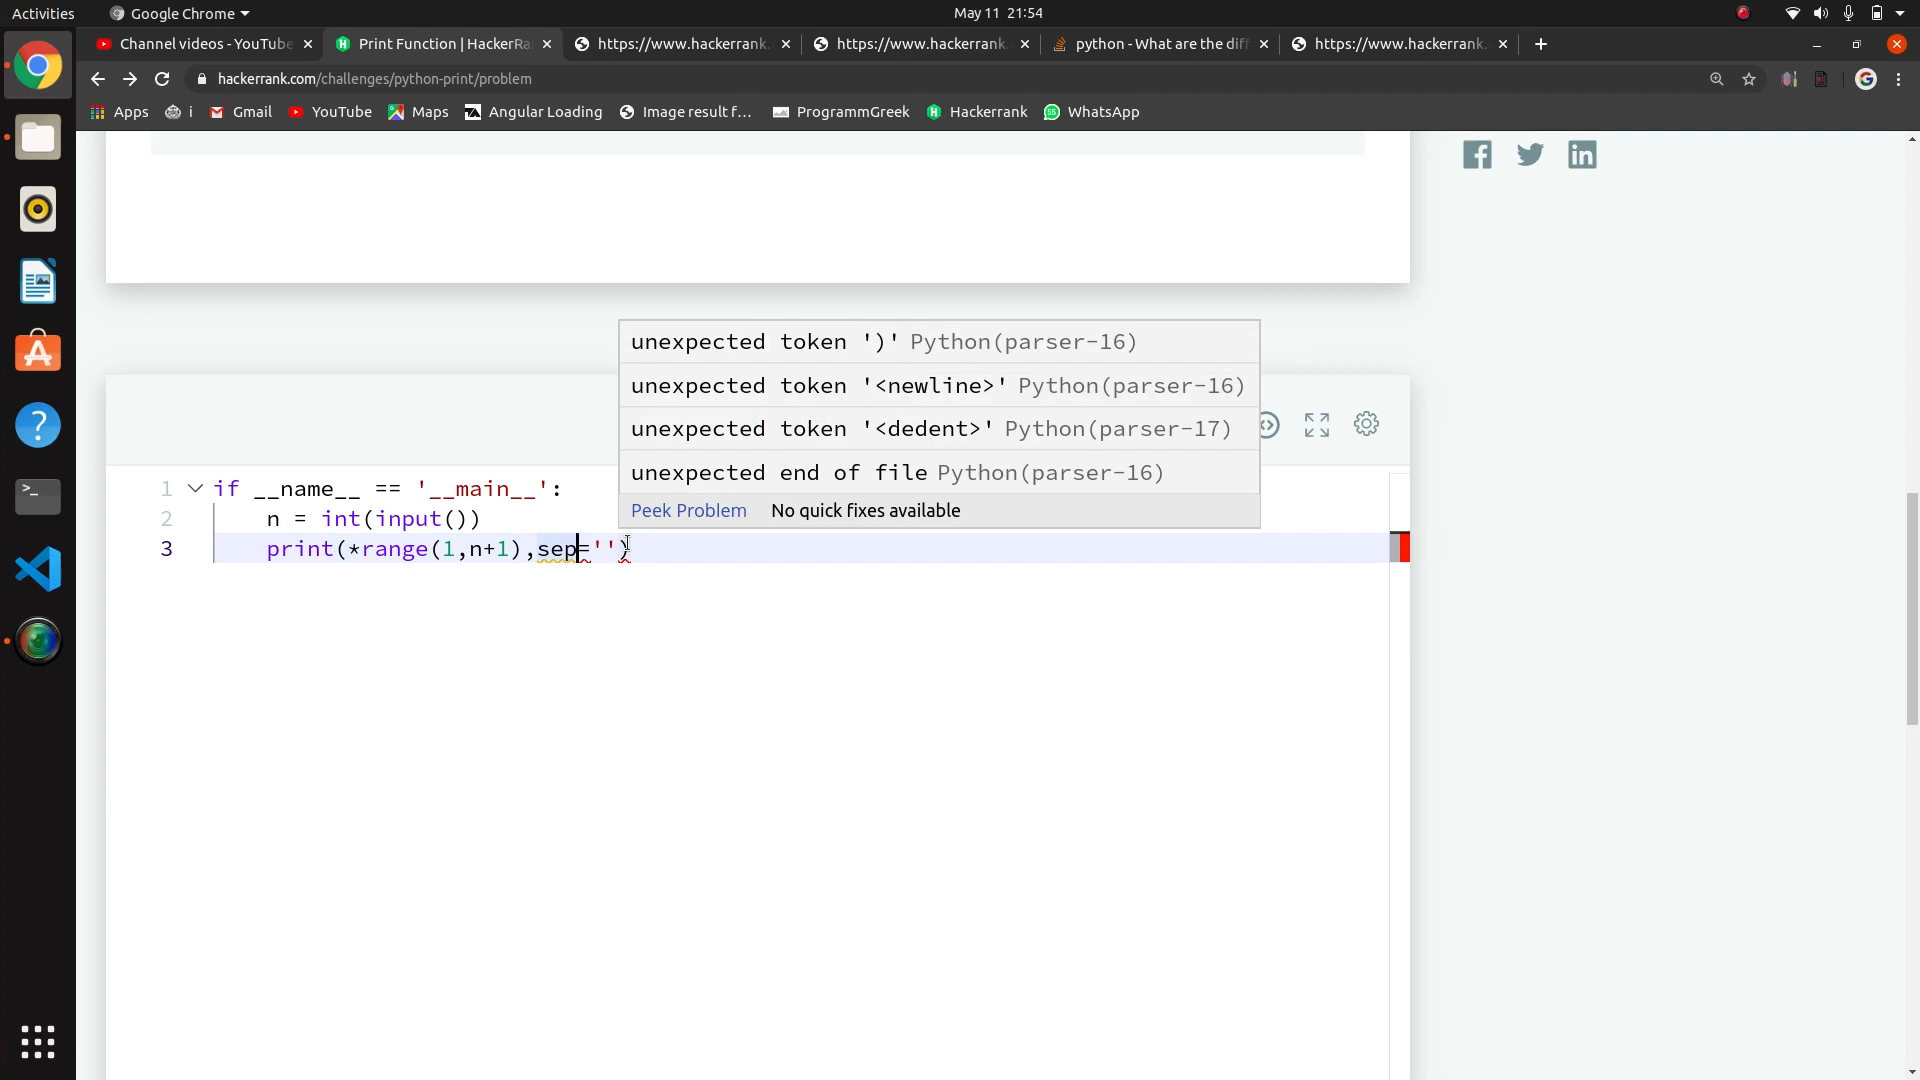 Activities Google Chrome May 11 21:54
Channel videos - YouTube Print Function | HackerRa https://www.hackerrank. https://www.hackerrank. python - What are the diff https://www.hackerrank.
hackerrank.com/challenges/python-print/problem
Apps i Gmail YouTube Maps Angular Loading Image result f... ProgrammGreek Hackerrank WhatsApp
unexpected token ')' Python(parser-16)
unexpected token '<newline>' Python(parser-16)
unexpected token '<dedent>' Python(parser-17)
unexpected end of file Python(parser-16)
Peek Problem No quick fixes available
1 if __name__ == '__main__':
2 n = int(input())
3 print(*range(1,n+1),sep='')